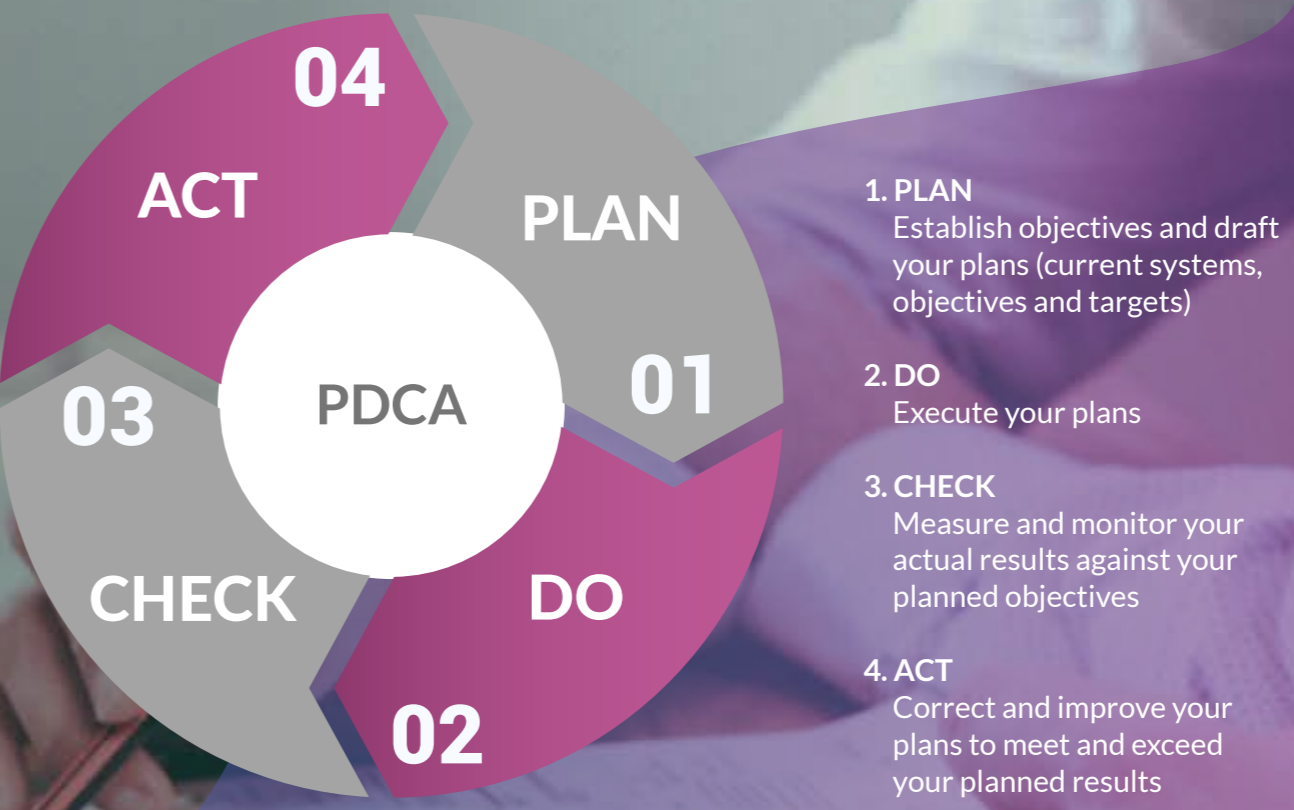 04
ACT
PLAN
01
PDCA
03
CHECK
DO
02
1. PLAN
Establish objectives and draft
your plans (current systems,
objectives and targets)
2. DO
Execute your plans
3. CHECK
Measure and monitor your
actual results against your
planned objectives
4. ACT
Correct and improve your
plans to meet and exceed
your planned results